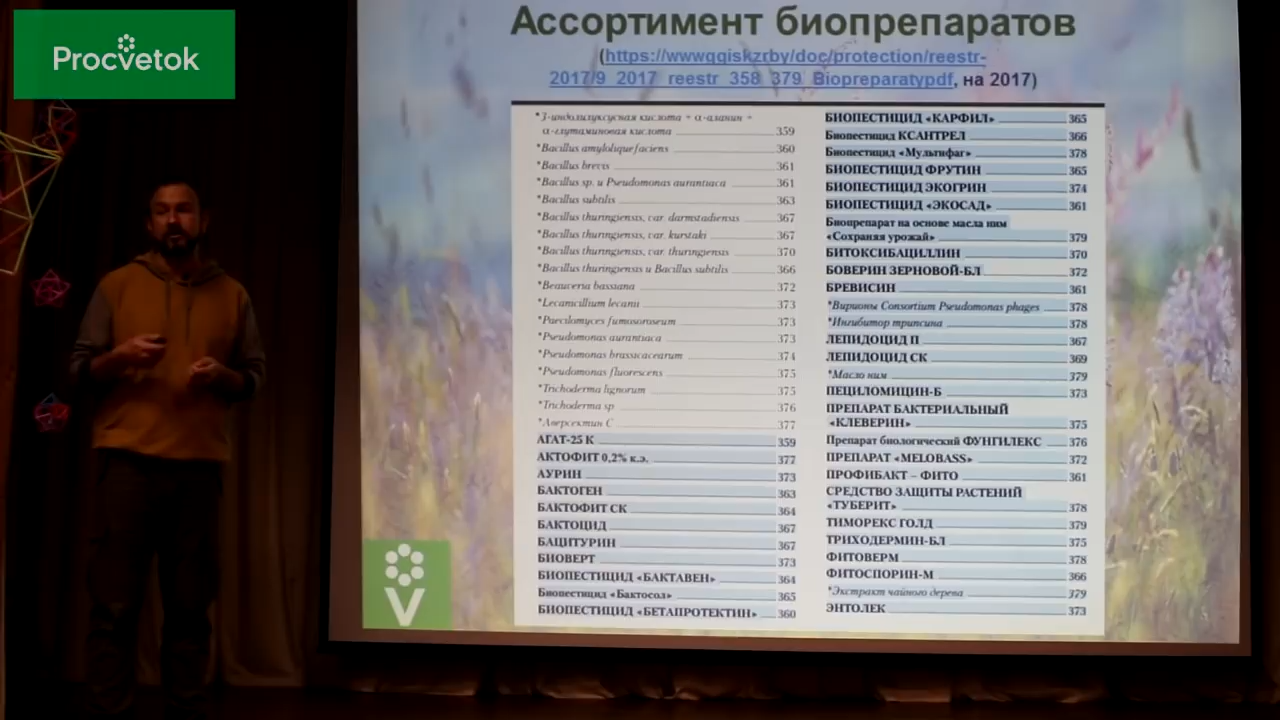 Procvetok
Ассортимент биопрепаратов
(https://wwwggiskzrby/doc/protection/reestr-
2017/9_2017_reestr_358_379_Biopreparatypdf, на 2017)
*3-индолилуксусная кислота + α-аланин +
α-глутаминовая кислота 359
*Bacillus amyloliquefaciens 360
*Bacillus brevis 361
*Bacillus sp. и Pseudomonas aurantiaca 361
*Bacillus subtilis 363
*Bacillus thuringiensis, var. darmstadiensis 367
*Bacillus thuringiensis, var. kurstaki 367
*Bacillus thuringiensis, var. thuringiensis 370
*Bacillus thuringiensis и Bacillus subtilis 366
*Beauveria bassiana 372
*Lecanicillium lecanii 373
*Paecilomyces fumosoroseum 373
*Pseudomonas aurantiaca 373
*Pseudomonas brassicacearum 374
*Pseudomonas fluorescens 375
*Trichoderma lignorum 375
*Trichoderma sp 376
*Аверсектин С 377
АГАТ-25 К 359
АКТОФИТ 0,2% к.э. 377
АУРИН 373
БАКТОГЕН 363
БАКТОФИТ СК 364
БАКТОЦИД 367
БАЦИТУРИН 367
БИОВЕРТ 373
БИОПЕСТИЦИД «БАКТАВЕН» 364
Биопестицид «Бактосол» 365
БИОПЕСТИЦИД «БЕТАПРОТЕКТИН» 360
БИОПЕСТИЦИД «КАРФИЛ» 365
Биопестицид КСАНТРЕЛ 366
Биопестицид «Мультифаг» 378
БИОПЕСТИЦИД ФРУТИН 365
БИОПЕСТИЦИД ЭКОГРИН 374
БИОПЕСТИЦИД «ЭКОСАД» 361
Биопрепарат на основе масла ним
«Сохраняя урожай» 379
БИТОКСИБАЦИЛЛИН 370
БОВЕРИН ЗЕРНОВОЙ-БЛ 372
БРЕВИСИН 361
*Вирионы Consortium Pseudomonas phages 378
*Ингибитор трипсина 378
ЛЕПИДОЦИД П 367
ЛЕПИДОЦИД СК 369
*Масло ним 379
ПЕЦИЛОМИЦИН-Б 373
ПРЕПАРАТ БАКТЕРИАЛЬНЫЙ
«КЛЕВЕРИН» 375
Препарат биологический ФУНГИЛЕКС 376
ПРЕПАРАТ «MELOBASS» 372
ПРОФИБАКТ – ФИТО 361
СРЕДСТВО ЗАЩИТЫ РАСТЕНИЙ
«ТУБЕРИТ» 378
ТИМОРЕКС ГОЛД 379
ТРИХОДЕРМИН-БЛ 375
ФИТОВЕРМ 378
ФИТОСПОРИН-М 366
*Экстракт чайного дерева 379
ЭНТОЛЕК 373